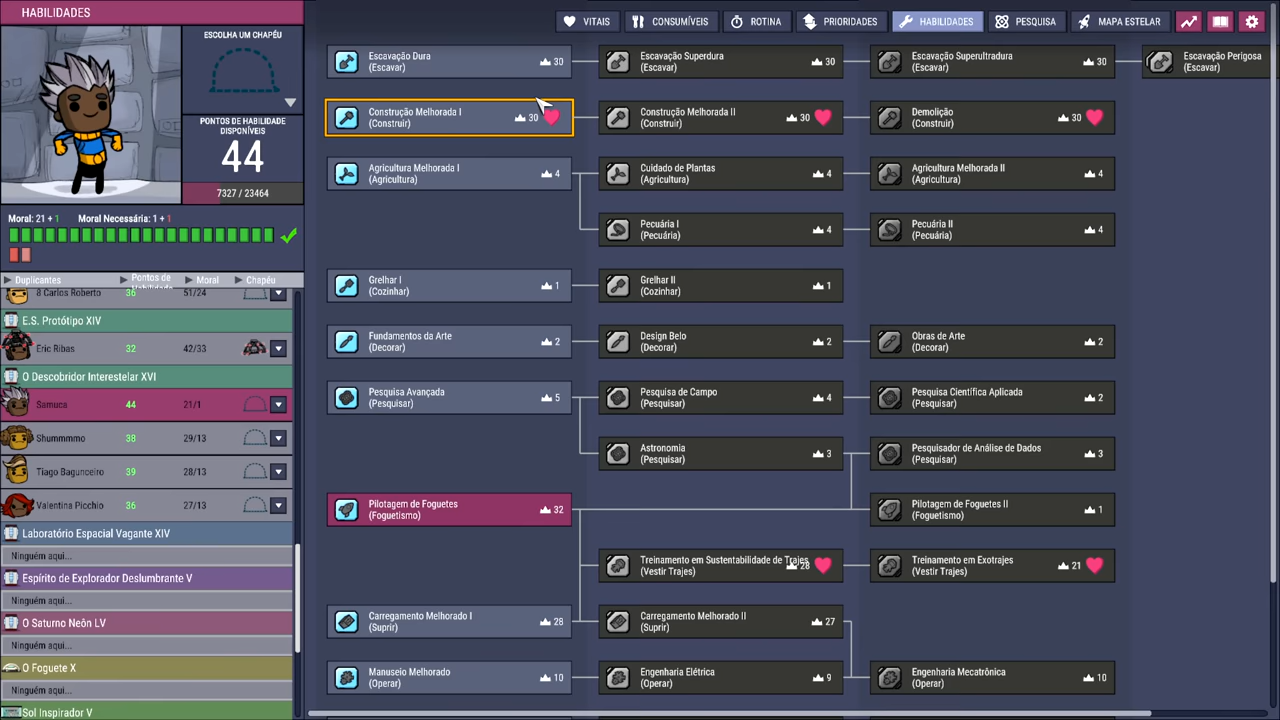 HABILIDADES
VITAIS
CONSUMÍVEIS
ROTINA
PRIORIDADES
HABILIDADES
PESQUISA
MAPA ESTELAR
ESCOLHA UM CHAPÉU
PONTOS DE HABILIDADE DISPONÍVEIS
44
7327 / 23464
Moral: 21 + 1
Moral Necessária: 1 + 1
Duplicantes
Pontos de Habilidade
Moral
Chapéu
8 Carlos Roberto 36 51/24
E.S. Protótipo XIV
Eric Ribas 32 42/33
O Descobridor Interestelar XVI
Samuca 44 21/1
Shummmmo 38 29/13
Tiago Bagunceiro 39 28/13
Valentina Picchio 36 27/13
Laboratório Espacial Vagante XIV
Ninguém aqui...
Espírito de Explorador Deslumbrante V
Ninguém aqui...
O Saturno Neôn LV
Ninguém aqui...
O Foguete X
Ninguém aqui...
Sol Inspirador V
Escavação Dura
(Escavar)
30
Escavação Superdura
(Escavar)
30
Escavação Superultradura
(Escavar)
30
Escavação Perigosa
(Escavar)
Construção Melhorada I
(Construir)
30
Construção Melhorada II
(Construir)
30
Demolição
(Construir)
30
Agricultura Melhorada I
(Agricultura)
4
Cuidado de Plantas
(Agricultura)
4
Agricultura Melhorada II
(Agricultura)
4
Pecuária I
(Pecuária)
4
Pecuária II
(Pecuária)
4
Grelhar I
(Cozinhar)
1
Grelhar II
(Cozinhar)
1
Fundamentos da Arte
(Decorar)
2
Design Belo
(Decorar)
2
Obras de Arte
(Decorar)
2
Pesquisa Avançada
(Pesquisar)
5
Pesquisa de Campo
(Pesquisar)
4
Pesquisa Científica Aplicada
(Pesquisar)
2
Astronomia
(Pesquisar)
3
Pesquisador de Análise de Dados
(Pesquisar)
3
Pilotagem de Foguetes
(Foguetismo)
32
Pilotagem de Foguetes II
(Foguetismo)
1
Treinamento em Sustentabilidade de Trajes
(Vestir Trajes)
28
Treinamento em Exotrajes
(Vestir Trajes)
21
Carregamento Melhorado I
(Suprir)
28
Carregamento Melhorado II
(Suprir)
27
Manuseio Melhorado
(Operar)
10
Engenharia Elétrica
(Operar)
9
Engenharia Mecatrônica
(Operar)
10